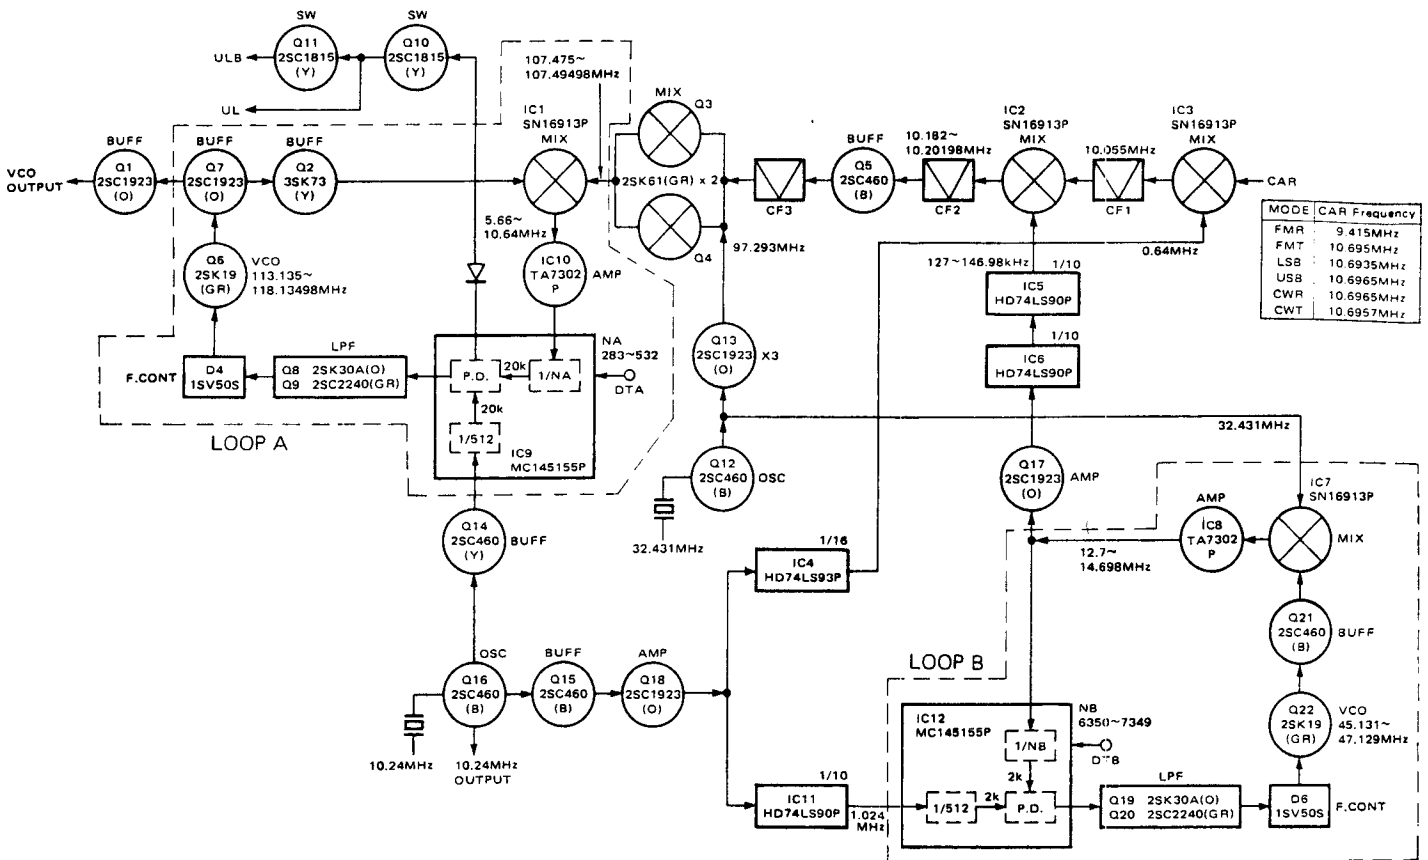 SW
Q11
2SC1815
(Y)
SW
Q10
2SC1815
(Y)
ULB
UL
107.475~
107.49498MHz
IC1
SN16913P
MIX
MIX
Q3
2SK61(GR) x 2
Q4
BUFF
Q1
2SC1923
(O)
VCO
OUTPUT
BUFF
Q7
2SC1923
(O)
BUFF
Q2
3SK73
(Y)
BUFF
Q5
2SC460
(B)
10.182~
10.20198MHz
IC2
SN16913P
MIX
IC3
SN16913P
MIX
10.055MHz
CAR
CF3
CF2
CF1
MODE CAR Frequency
FMR 9.415MHz
FMT 10.695MHz
LSB 10.6935MHz
USB 10.6965MHz
CWR 10.6965MHz
CWT 10.6957MHz
Q6
2SK19
(GR)
VCO
113.135~
118.13498MHz
5.66~
10.64MHz
IC10
TA7302
P
AMP
97.293MHz
0.64MHz
127~146.98kHz
1/10
IC5
HD74LS90P
1/10
IC6
HD74LS90P
Q13
2SC1923
(O)
X3
NA
283~532
DTA
F.CONT
D4
1SV50S
LPF
Q8 2SK30A(O)
Q9 2SC2240(GR)
P.D.
20k
1/NA
20k
1/512
IC9
MC145155P
LOOP A
32.431MHz
Q12
2SC460
(B)
OSC
32.431MHz
Q17
2SC1923
(O)
AMP
IC7
SN16913P
MIX
AMP
IC8
TA7302
P
12.7~
14.698MHz
Q14
2SC460
(Y)
BUFF
1/16
IC4
HD74LS93P
Q21
2SC460
(B)
BUFF
LOOP B
OSC
Q16
2SC460
(B)
BUFF
Q15
2SC460
(B)
AMP
Q18
2SC1923
(O)
10.24MHz
10.24MHz
OUTPUT
IC12
MC145155P
NB
6350~7349
DTB
1/NB
2k
1/512
2k
P.D.
Q22
2SK19
(GR)
VCO
45.131~
47.129MHz
1/10
IC11
HD74LS90P
1.024
MHz
LPF
Q19 2SK30A(O)
Q20 2SC2240(GR)
D6
1SV50S
F.CONT